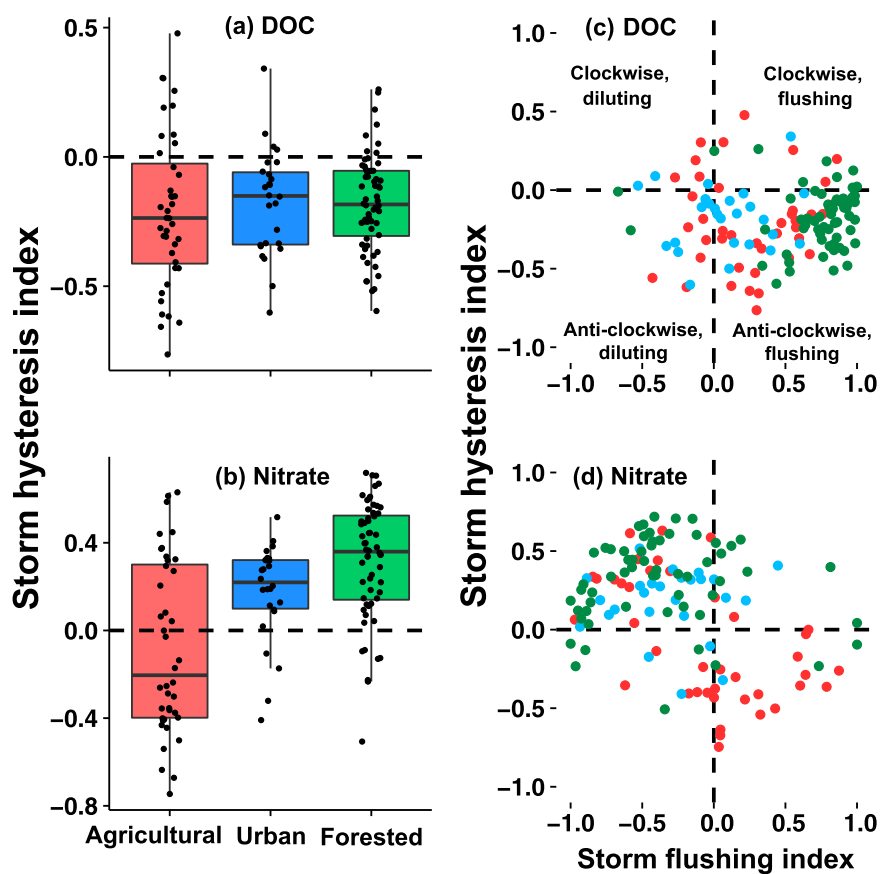 Storm hysteresis index
(a) DOC
0.5
0.0
−0.5
(b) Nitrate
0.4
0.0
−0.4
−0.8
Agricultural Urban Forested
Storm hysteresis index
(c) DOC
1.0
0.5
0.0
−0.5
−1.0
Clockwise,
diluting
Clockwise,
flushing
Anti-clockwise,
diluting
Anti-clockwise,
flushing
−1.0 −0.5 0.0 0.5 1.0
(d) Nitrate
1.0
0.5
0.0
−0.5
−1.0
−1.0 −0.5 0.0 0.5 1.0
Storm flushing index